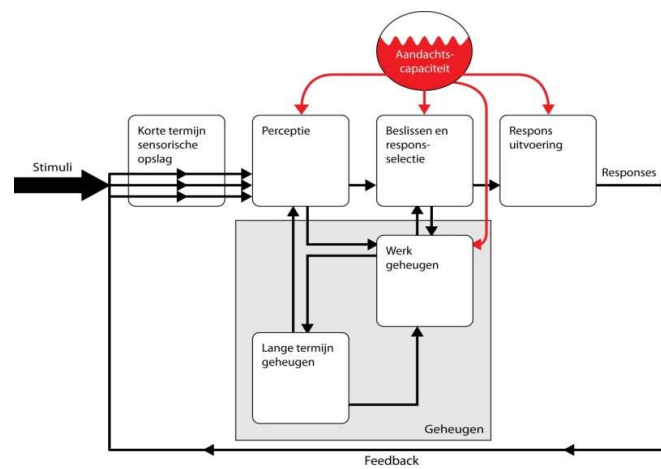 Aandachts-
capaciteit
Korte termijn
sensorische
opslag
Perceptie
Beslissen en
respons-
selectie
Respons
uitvoering
Stimuli
Responses
Werk
geheugen
Lange termijn
geheugen
Geheugen
Feedback